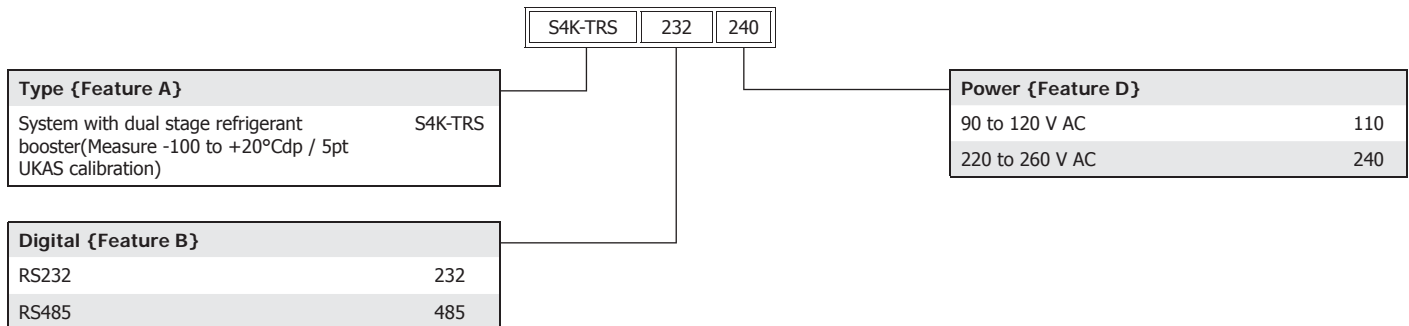 S4K-TRS 232 240
Type {Feature A}
System with dual stage refrigerant S4K-TRS
booster(Measure -100 to +20°Cdp / 5pt
UKAS calibration)
Power {Feature D}
90 to 120 V AC 110
220 to 260 V AC 240
Digital {Feature B}
RS232 232
RS485 485